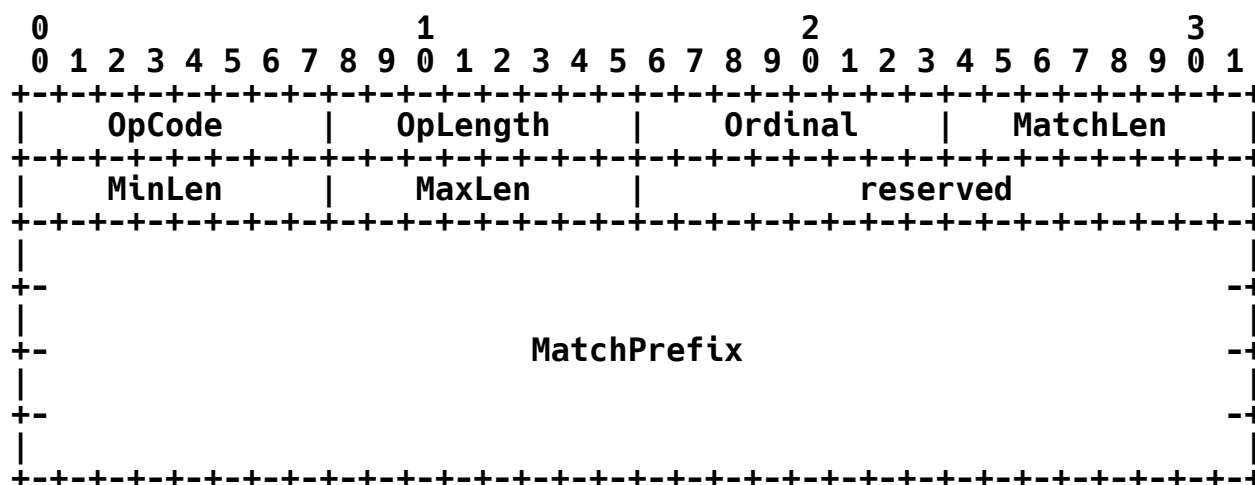 0                   1                   2                   3
 0 1 2 3 4 5 6 7 8 9 0 1 2 3 4 5 6 7 8 9 0 1 2 3 4 5 6 7 8 9 0 1
+-+-+-+-+-+-+-+-+-+-+-+-+-+-+-+-+-+-+-+-+-+-+-+-+-+-+-+-+-+-+-+-+
|    OpCode     |   OpLength    |    Ordinal    |   MatchLen    |
+-+-+-+-+-+-+-+-+-+-+-+-+-+-+-+-+-+-+-+-+-+-+-+-+-+-+-+-+-+-+-+-+
|    MinLen     |    MaxLen     |           reserved            |
+-+-+-+-+-+-+-+-+-+-+-+-+-+-+-+-+-+-+-+-+-+-+-+-+-+-+-+-+-+-+-+-+
|                                                               |
+-                                                             -+
|                                                               |
+-                         MatchPrefix                         -+
|                                                               |
+-                                                             -+
|                                                               |
+-+-+-+-+-+-+-+-+-+-+-+-+-+-+-+-+-+-+-+-+-+-+-+-+-+-+-+-+-+-+-+-+